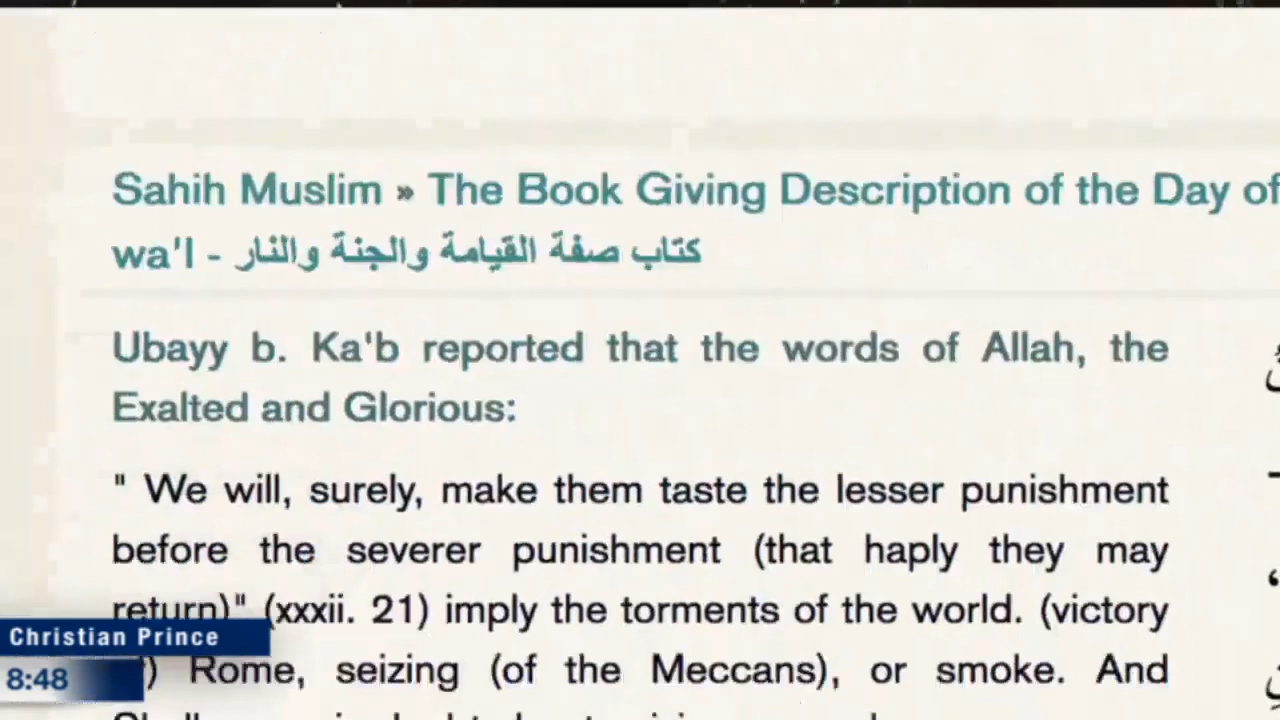 Sahih Muslim » The Book Giving Description of the Day of
wa'l - كتاب صفة القيامة والجنة والنار
Ubayy b. Ka'b reported that the words of Allah, the
Exalted and Glorious:
" We will, surely, make them taste the lesser punishment
before the severer punishment (that haply they may
return)" (xxxii. 21) imply the torments of the world. (victory
) Rome, seizing (of the Meccans), or smoke. And
Christian Prince
8:48